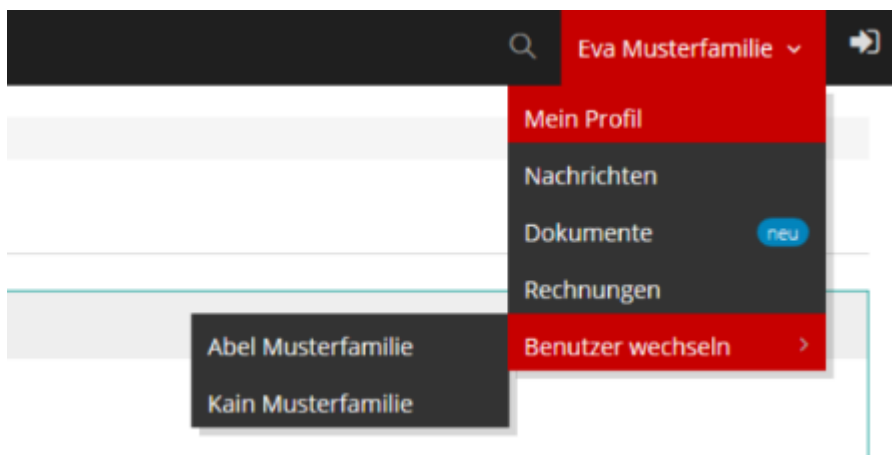 Eva Musterfamilie
Mein Profil
Nachrichten
Dokumente neu
Rechnungen
Benutzer wechseln
Abel Musterfamilie
Kain Musterfamilie